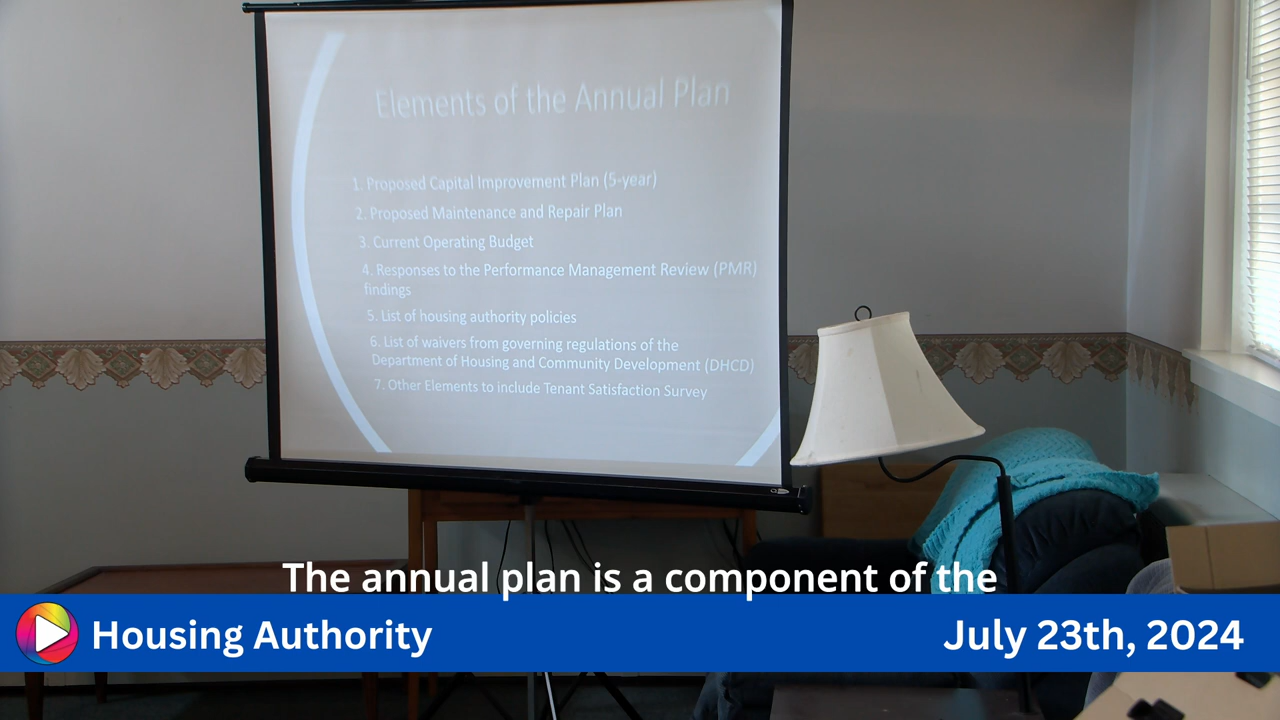 Elements of the Annual Plan
1. Proposed Capital Improvement Plan (5-year)
2. Proposed Maintenance and Repair Plan
3. Current Operating Budget
4. Responses to the Performance Management Review (PMR)
findings
5. List of housing authority policies
6. List of waivers from governing regulations of the
Department of Housing and Community Development (DHCD)
7. Other Elements to include Tenant Satisfaction Survey
The annual plan is a component of the
Housing Authority
July 23th, 2024